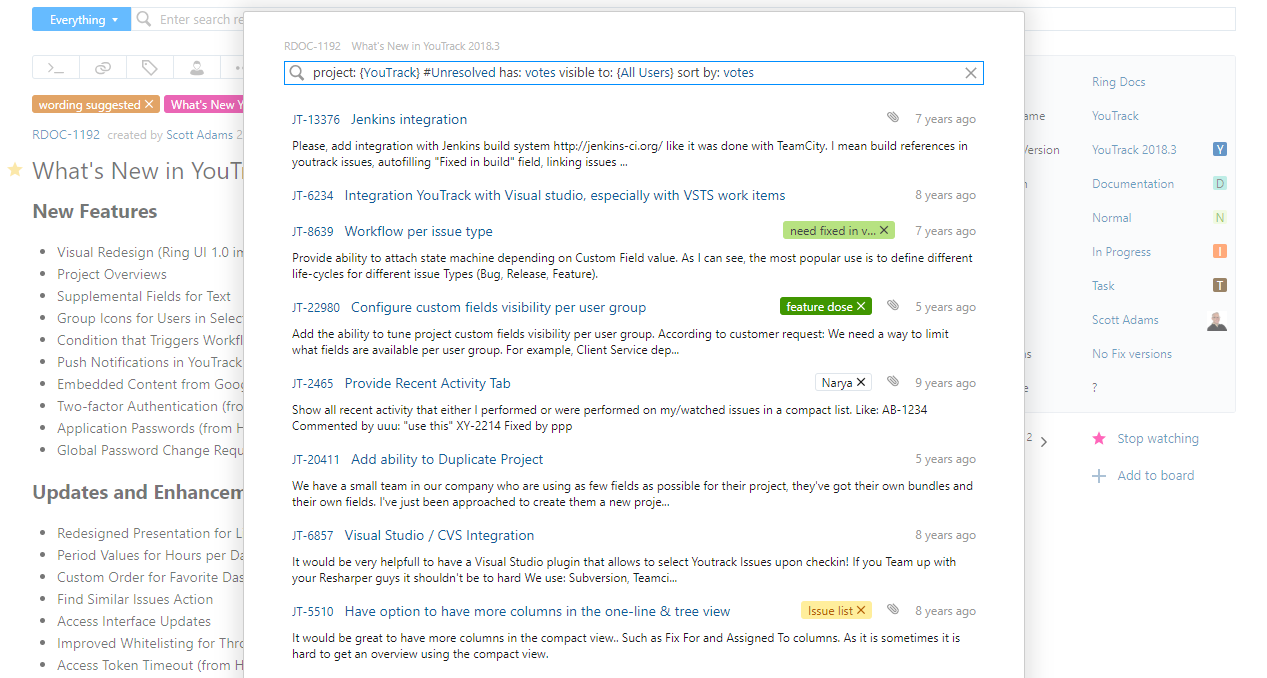 Everything
Enter search re
RDOC-1192 What's New in YouTrack 2018.3
project: {YouTrack} #Unresolved has: votes visible to: {All Users} sort by: votes
wording suggested
What's New Y
RDOC-1192 created by Scott Adams 2
What's New in YouT
New Features
Visual Redesign (Ring UI 1.0 im
Project Overviews
Supplemental Fields for Text
Group Icons for Users in Selec
Condition that Triggers Workfl
Push Notifications in YouTrack
Embedded Content from Goog
Two-factor Authentication (fro
Application Passwords (from H
Global Password Change Requ
Updates and Enhancem
Redesigned Presentation for L
Period Values for Hours per Da
Custom Order for Favorite Das
Find Similar Issues Action
Access Interface Updates
Improved Whitelisting for Thro
Access Token Timeout (from H
JT-13376 Jenkins integration 7 years ago
Please, add integration with Jenkins build system http://jenkins-ci.org/ like it was done with TeamCity. I mean build references in
youtrack issues, autofilling "Fixed in build" field, linking issues ...
JT-6234 Integration YouTrack with Visual studio, especially with VSTS work items 8 years ago
JT-8639 Workflow per issue type need fixed in v... 7 years ago
Provide ability to attach state machine depending on Custom Field value. As I can see, the most popular use is to define different
life-cycles for different issue Types (Bug, Release, Feature).
JT-22980 Configure custom fields visibility per user group feature dose 5 years ago
Add the ability to tune project custom fields visibility per user group. According to customer request: We need a way to limit
what fields are available per user group. For example, Client Service dep...
JT-2465 Provide Recent Activity Tab Narya 9 years ago
Show all recent activity that either I performed or were performed on my/watched issues in a compact list. Like: AB-1234
Commented by uuu: "use this" XY-2214 Fixed by ppp
JT-20411 Add ability to Duplicate Project 5 years ago
We have a small team in our company who are using as few fields as possible for their project, they've got their own bundles and
their own fields. I've just been approached to create them a new proje...
JT-6857 Visual Studio / CVS Integration 8 years ago
It would be very helpfull to have a Visual Studio plugin that allows to select Youtrack Issues upon checkin! If you Team up with
your Resharper guys it shouldn't be to hard We use: Subversion, Teamci...
JT-5510 Have option to have more columns in the one-line & tree view Issue list 8 years ago
It would be great to have more columns in the compact view.. Such as Fix For and Assigned To columns. As it is sometimes it is
hard to get an overview using the compact view.
Ring Docs
ame YouTrack
ersion YouTrack 2018.3 Y
Documentation D
Normal N
In Progress I
Task T
Scott Adams
s No Fix versions
e ?
2
Stop watching
Add to board